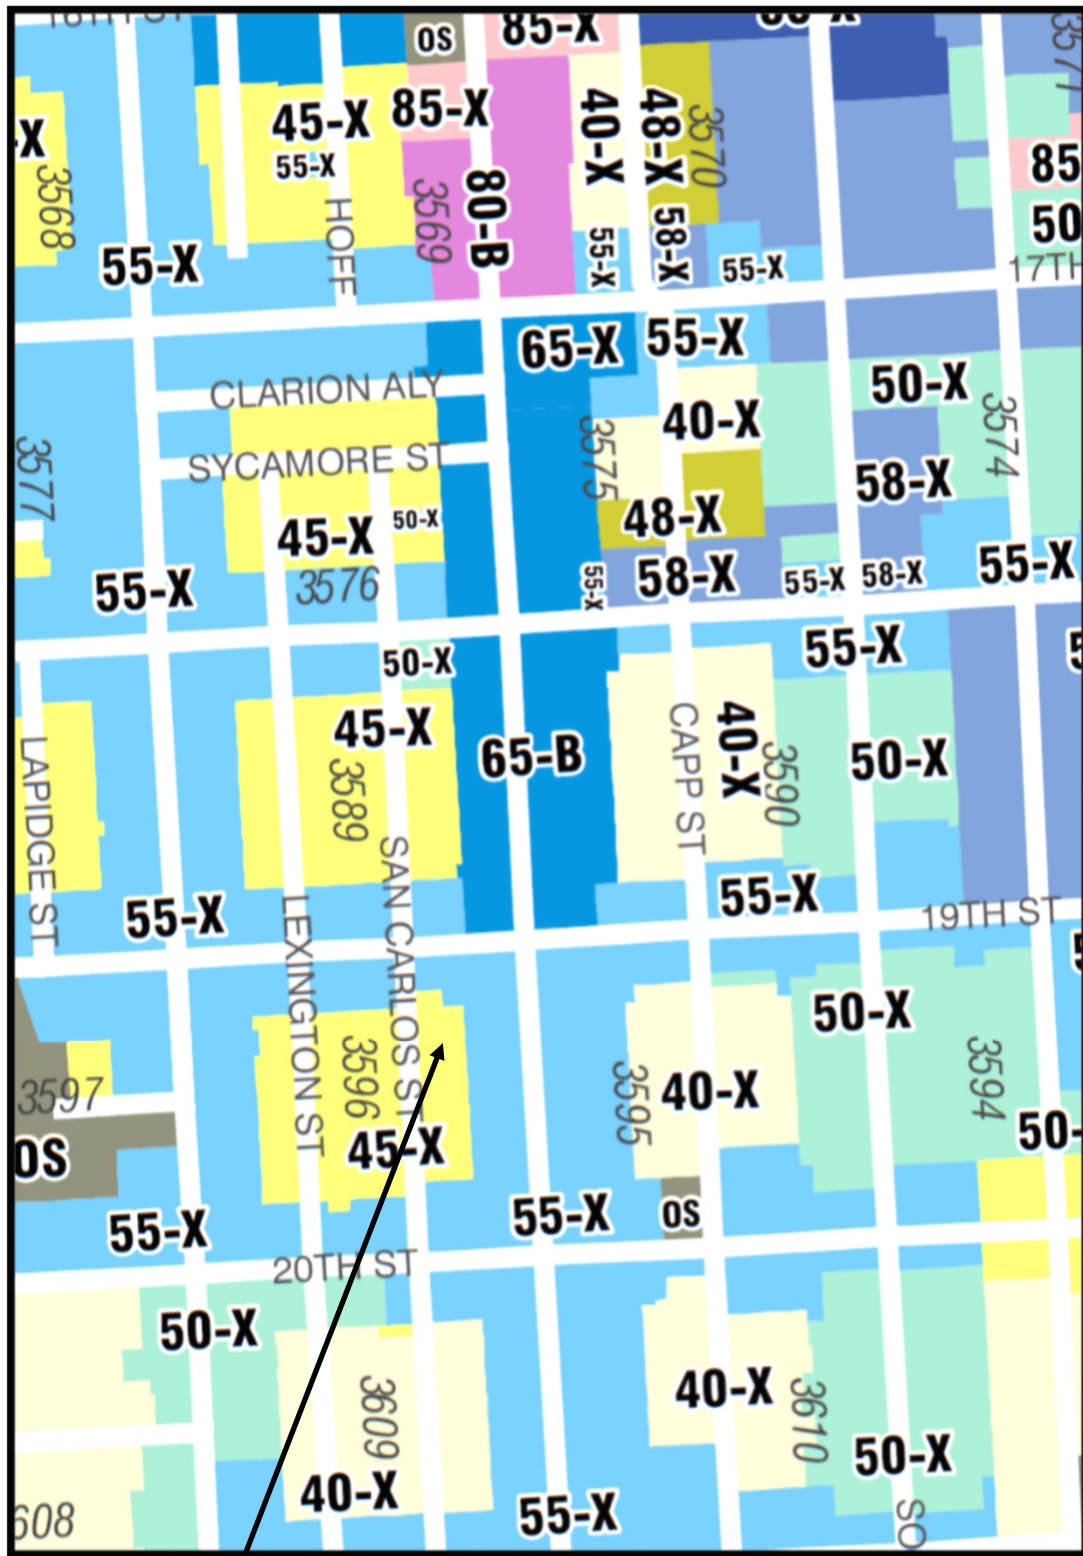 OS
85-X
3571
-X
45-X
85-X
40-X
48-X
3570
55-X
85
3568
HOFF
3569
80-B
50
55-X
55-X
58-X
55-X
17TH
65-X
55-X
CLARION ALY
50-X
40-X
3577
SYCAMORE ST
3575
3574
45-X
50-X
48-X
58-X
55-X
3576
55-X
58-X
55-X
58-X
55-X
50-X
55-X
LAPIDGE ST
45-X
65-B
CAPP ST
40-X
3590
50-X
3589
SAN CARLOS ST
55-X
LEXINGTON ST
55-X
19TH ST
50-X
3597
3596
3595
40-X
3594
OS
45-X
50-
55-X
55-X
OS
20TH ST
50-X
40-X
3609
3610
40-X
50-X
608
55-X
SO